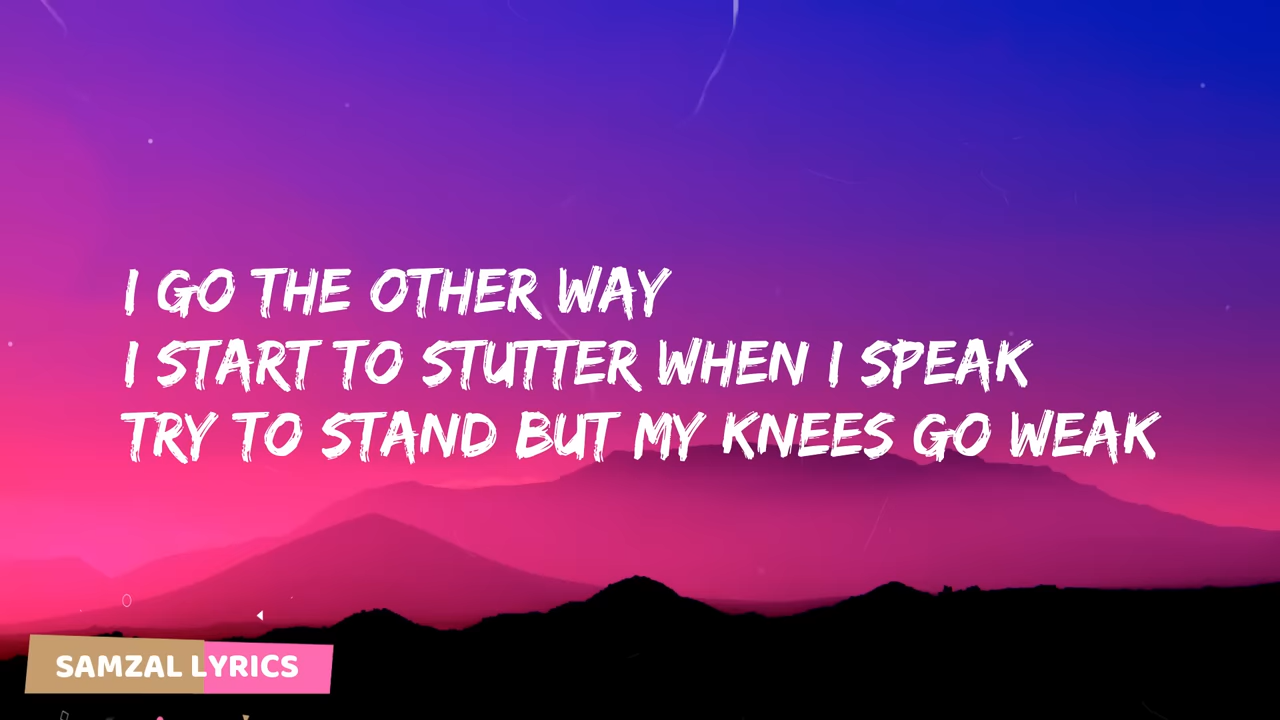 I GO THE OTHER WAY
I START TO STUTTER WHEN I SPEAK
TRY TO STAND BUT MY KNEES GO WEAK
SAMZAL LYRICS